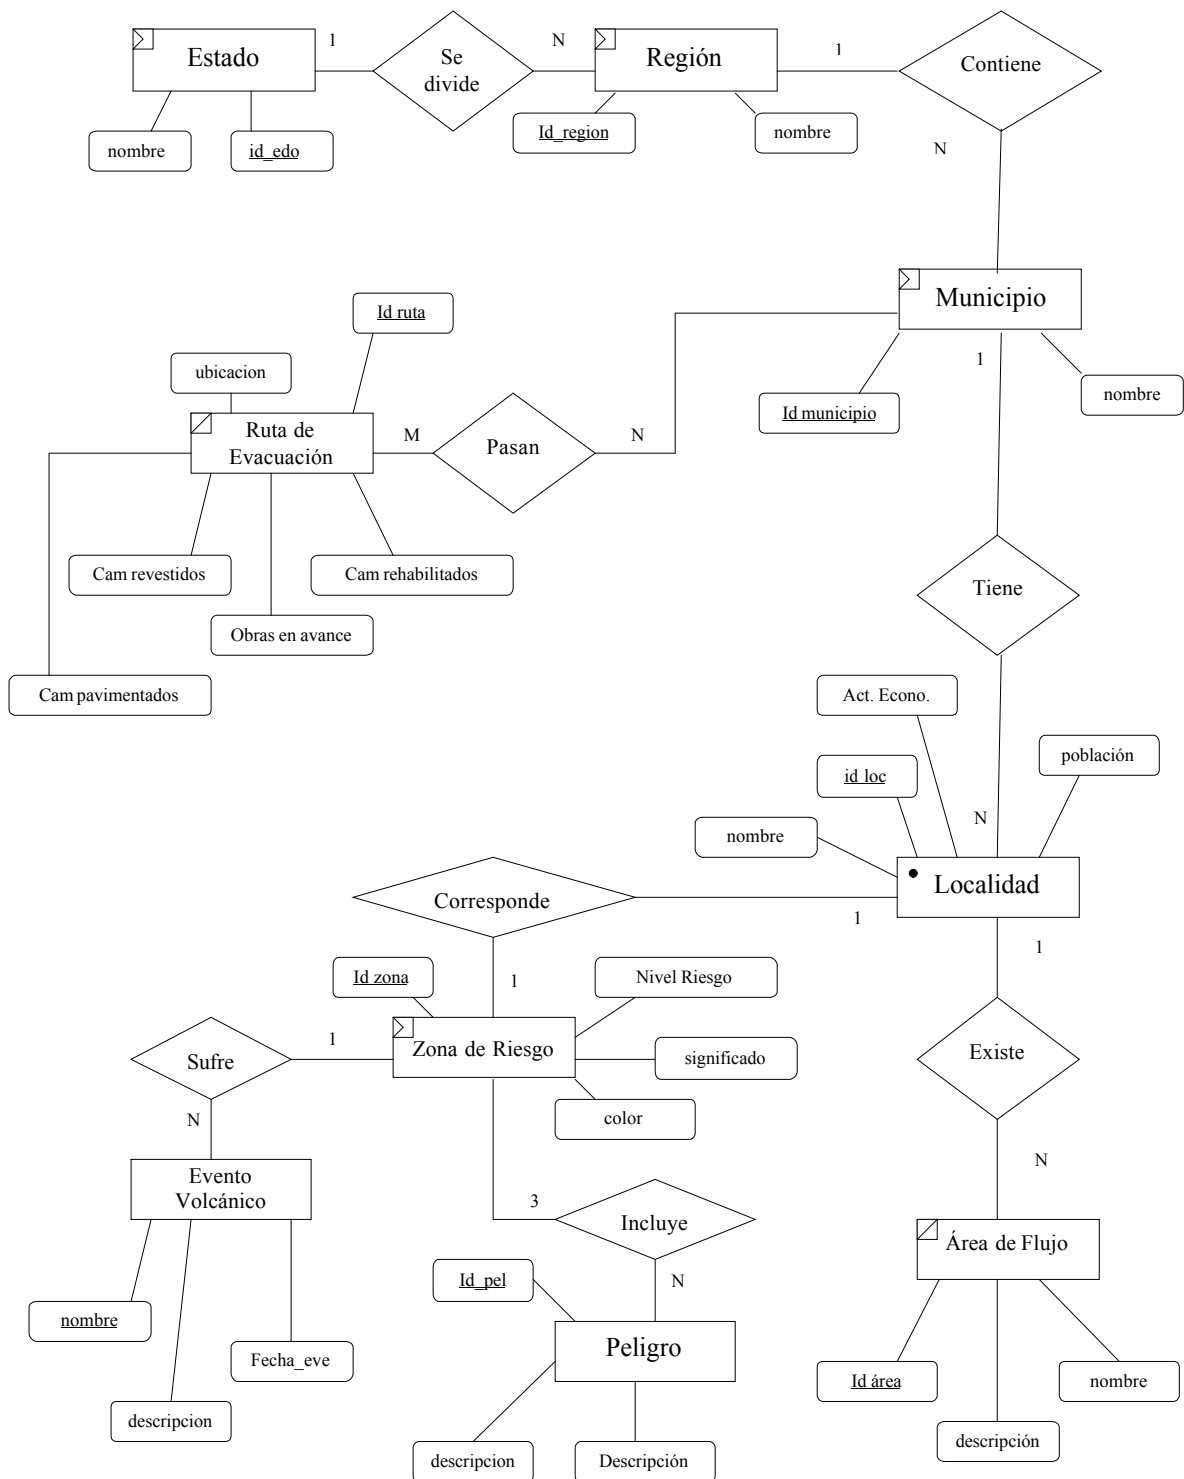 Estado
1
Se
divide
N
Región
1
Contiene
nombre
id_edo
Id_region
nombre
N
Municipio
Id ruta
ubicacion
1
nombre
Id municipio
Ruta de
Evacuación
M
Pasan
N
Cam revestidos
Cam rehabilitados
Tiene
Obras en avance
Cam pavimentados
Act. Econo.
población
id_loc
nombre
N
Localidad
Corresponde
1
1
Id zona
Nivel Riesgo
1
1
Zona de Riesgo
Sufre
significado
Existe
color
N
N
Evento
Volcánico
3
Incluye
Área de Flujo
Id_pel
N
nombre
Peligro
Fecha_eve
Id área
nombre
descripcion
descripcion
Descripción
descripción